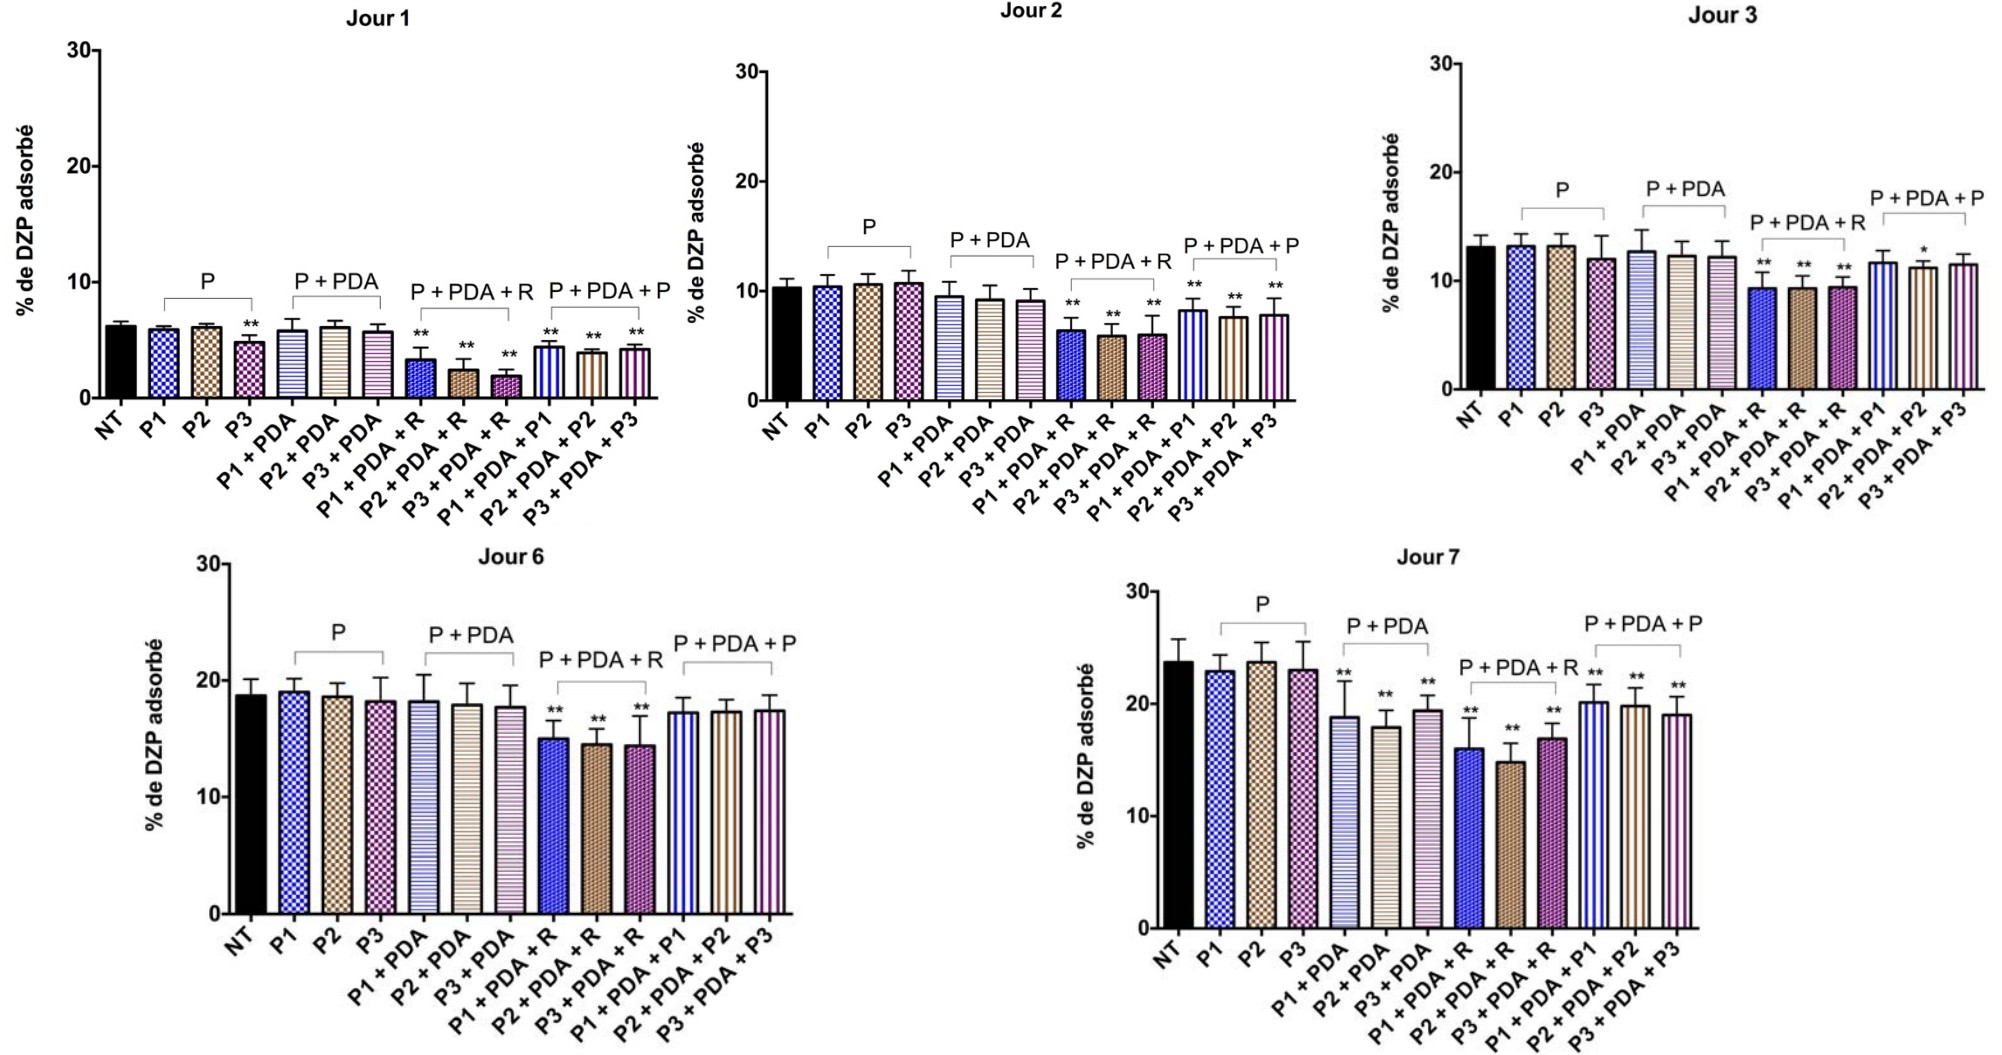 Jour 1
% de DZP adsorbé
30
20
10
0
P
P + PDA
P + PDA + R
P + PDA + P
**
**
**
**
**
**
**
NT
P1
P2
P3
P1 + PDA
P2 + PDA
P3 + PDA
P1 + PDA + R
P2 + PDA + R
P3 + PDA + R
P1 + PDA + P1
P2 + PDA + P2
P3 + PDA + P3
Jour 2
% de DZP adsorbé
30
20
10
0
P
P + PDA
P + PDA + R
P + PDA + P
**
**
**
**
**
**
NT
P1
P2
P3
P1 + PDA
P2 + PDA
P3 + PDA
P1 + PDA + R
P2 + PDA + R
P3 + PDA + R
P1 + PDA + P1
P2 + PDA + P2
P3 + PDA + P3
Jour 3
% de DZP adsorbé
30
20
10
0
P
P + PDA
P + PDA + R
P + PDA + P
**
**
**
*
NT
P1
P2
P3
P1 + PDA
P2 + PDA
P3 + PDA
P1 + PDA + R
P2 + PDA + R
P3 + PDA + R
P1 + PDA + P1
P2 + PDA + P2
P3 + PDA + P3
Jour 6
% de DZP adsorbé
30
20
10
0
P
P + PDA
P + PDA + R
P + PDA + P
**
**
**
NT
P1
P2
P3
P1 + PDA
P2 + PDA
P3 + PDA
P1 + PDA + R
P2 + PDA + R
P3 + PDA + R
P1 + PDA + P1
P2 + PDA + P2
P3 + PDA + P3
Jour 7
% de DZP adsorbé
30
20
10
0
P
P + PDA
P + PDA + R
P + PDA + P
**
**
**
**
**
**
**
**
**
NT
P1
P2
P3
P1 + PDA
P2 + PDA
P3 + PDA
P1 + PDA + R
P2 + PDA + R
P3 + PDA + R
P1 + PDA + P1
P2 + PDA + P2
P3 + PDA + P3